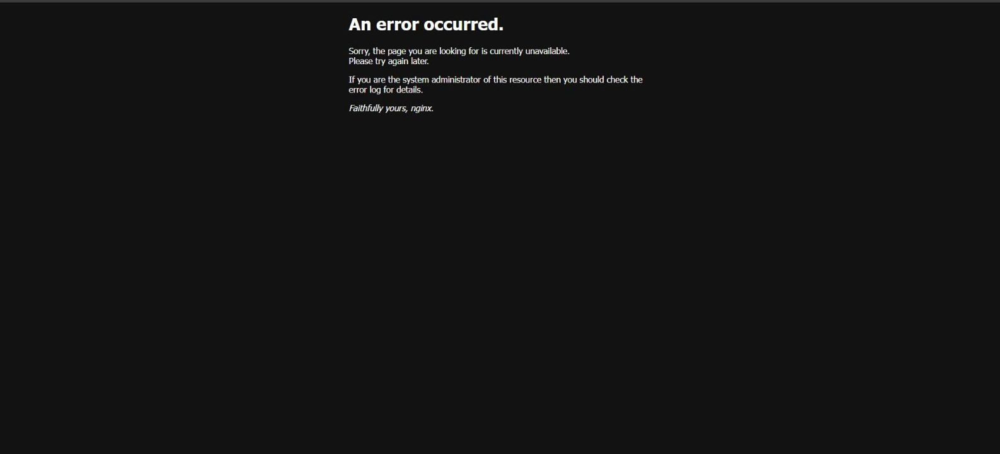 An error occurred.
Sorry, the page you are looking for is currently unavailable.
Please try again later.
If you are the system administrator of this resource then you should check the
error log for details.
Faithfully yours, nginx.